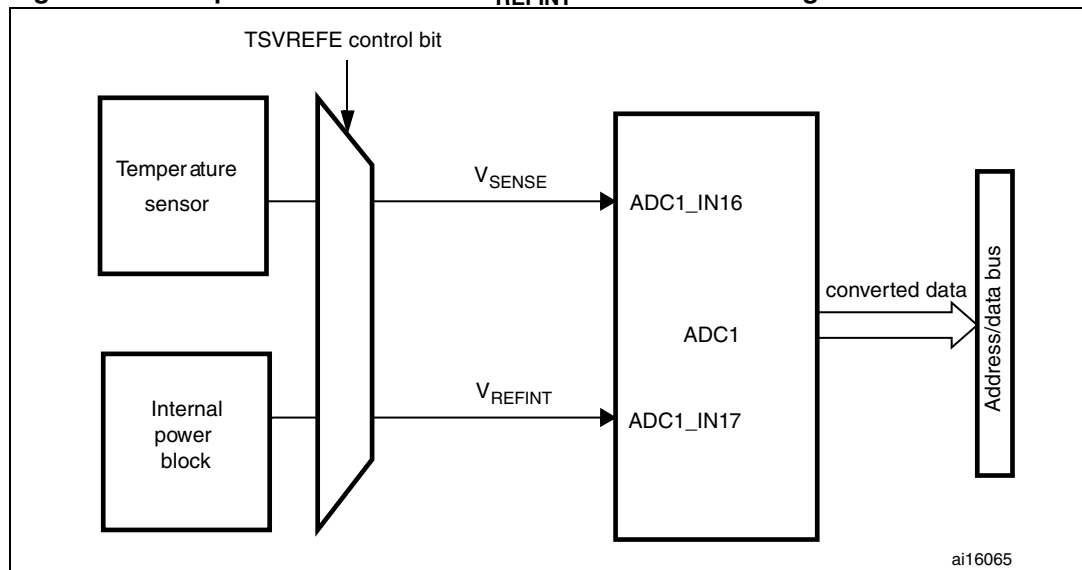 REFINT
TSVREFE control bit
Temperature
sensor
VSENSE
ADC1_IN16
converted data
Address/data bus
ADC1
Internal
power
block
VREFINT
ADC1_IN17
ai16065